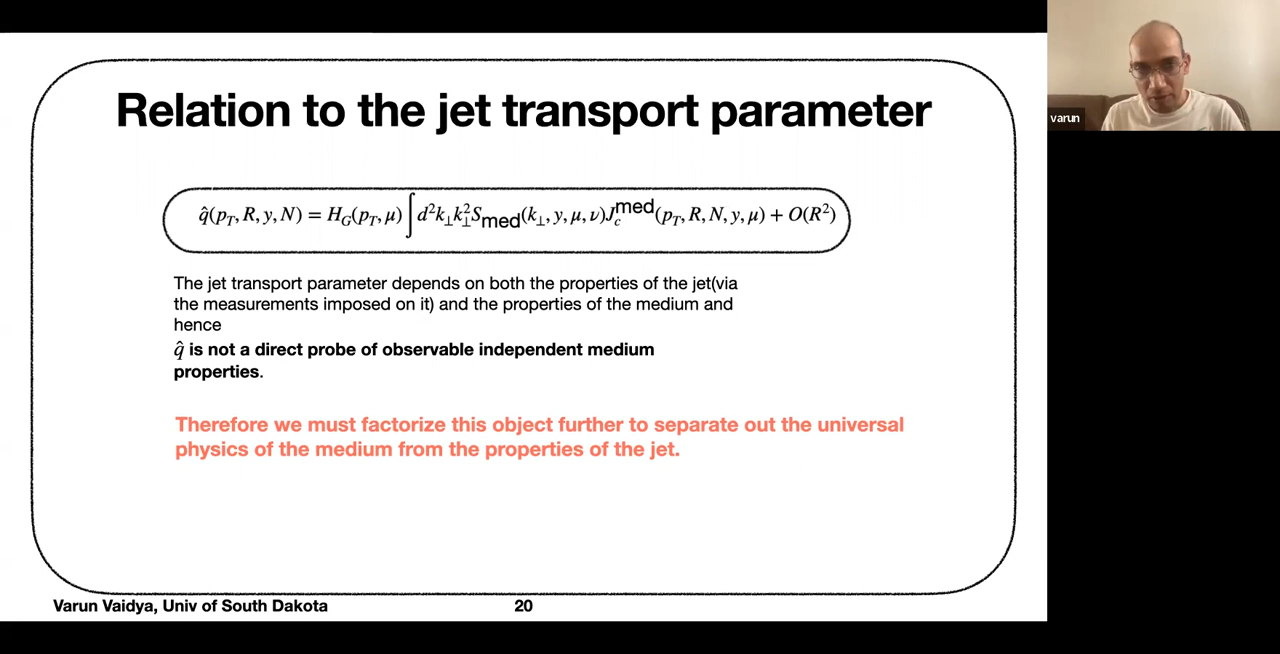 Relation to the jet transport parameter
q̂(p_T, R, y, N) = H_G(p_T, μ) ∫ d²k_⊥ k_⊥² S_med(k_⊥, y, μ, ν) J_c^med(p_T, R, N, y, μ) + O(R²)
The jet transport parameter depends on both the properties of the jet(via
the measurements imposed on it) and the properties of the medium and
hence
q̂ is not a direct probe of observable independent medium
properties.
Therefore we must factorize this object further to separate out the universal
physics of the medium from the properties of the jet.
Varun Vaidya, Univ of South Dakota
20
varun